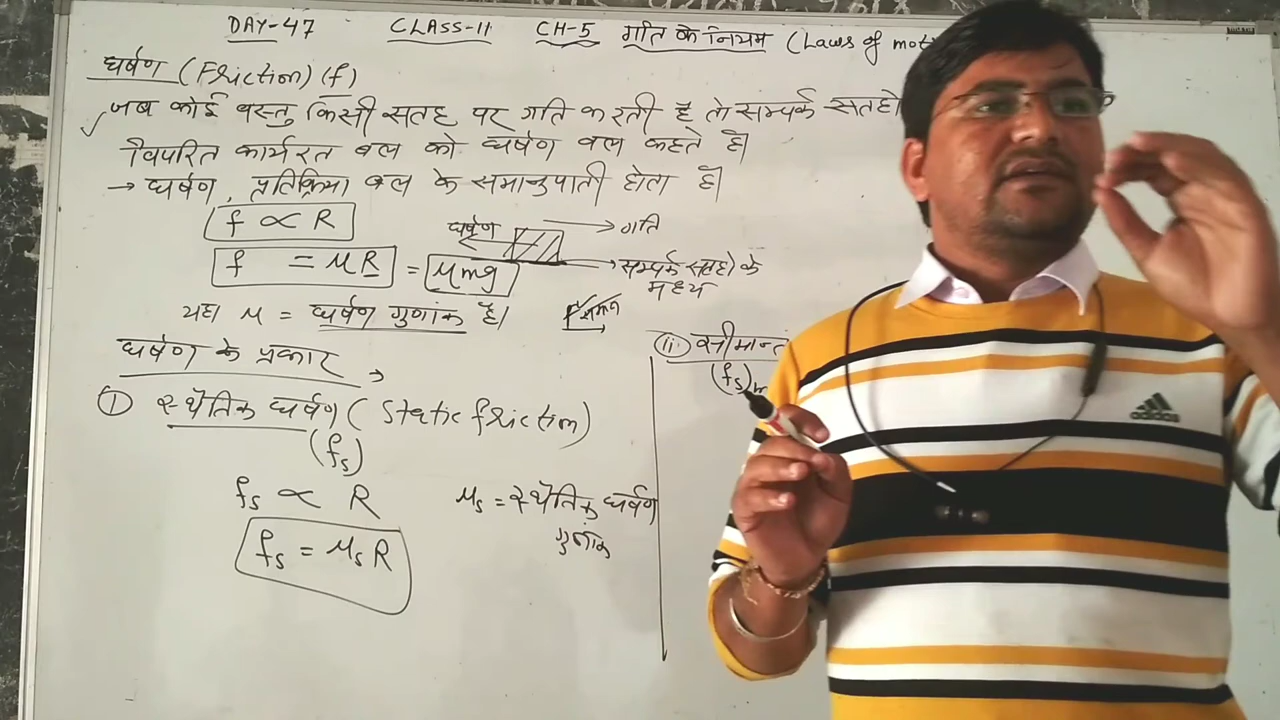 DAY-47 CLASS-11 CH-5 गति के नियम (Laws of mot
घर्षण (Friction) (f)
जब कोई वस्तु किसी सतह पर गति करती है तो सम्पर्क सतहो
विपरित कार्यरत बल को घर्षण बल कहते है।
→ घर्षण, प्रतिक्रिया बल के समानुपाती होता है।
f ∝ R
घर्षण → गति
f = μR = μmg
→ सम्पर्क सतहो के
मध्य
यहा μ = घर्षण गुणांक है।
घर्षण के प्रकार →
① स्थैतिक घर्षण (Static friction)
(fs)
fs ∝ R
μs = स्थैतिक घर्षण
गुणांक
fs = μs R
(ii) सीमान्त
(fs)m
adidas